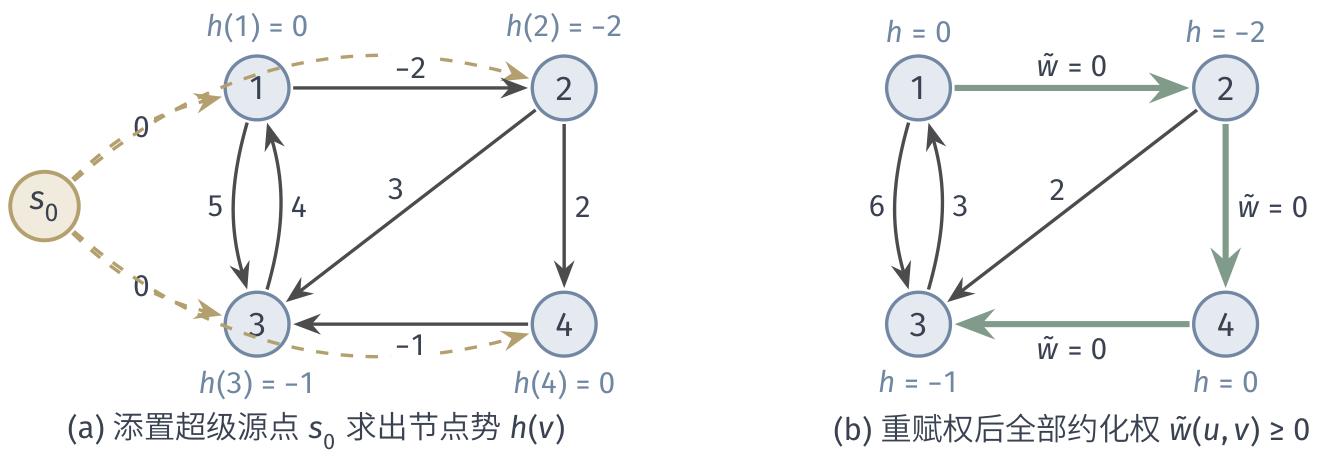 h(1) = 0
h(2) = −2
1
−2
2
0
s₀
5
4
3
2
0
3
−1
4
h(3) = −1
h(4) = 0
(a) 添置超级源点 s₀ 求出节点势 h(v)
h = 0
h = −2
1
w̃ = 0
2
6
3
2
w̃ = 0
3
w̃ = 0
4
h = −1
h = 0
(b) 重赋权后全部约化权 w̃(u, v) ≥ 0